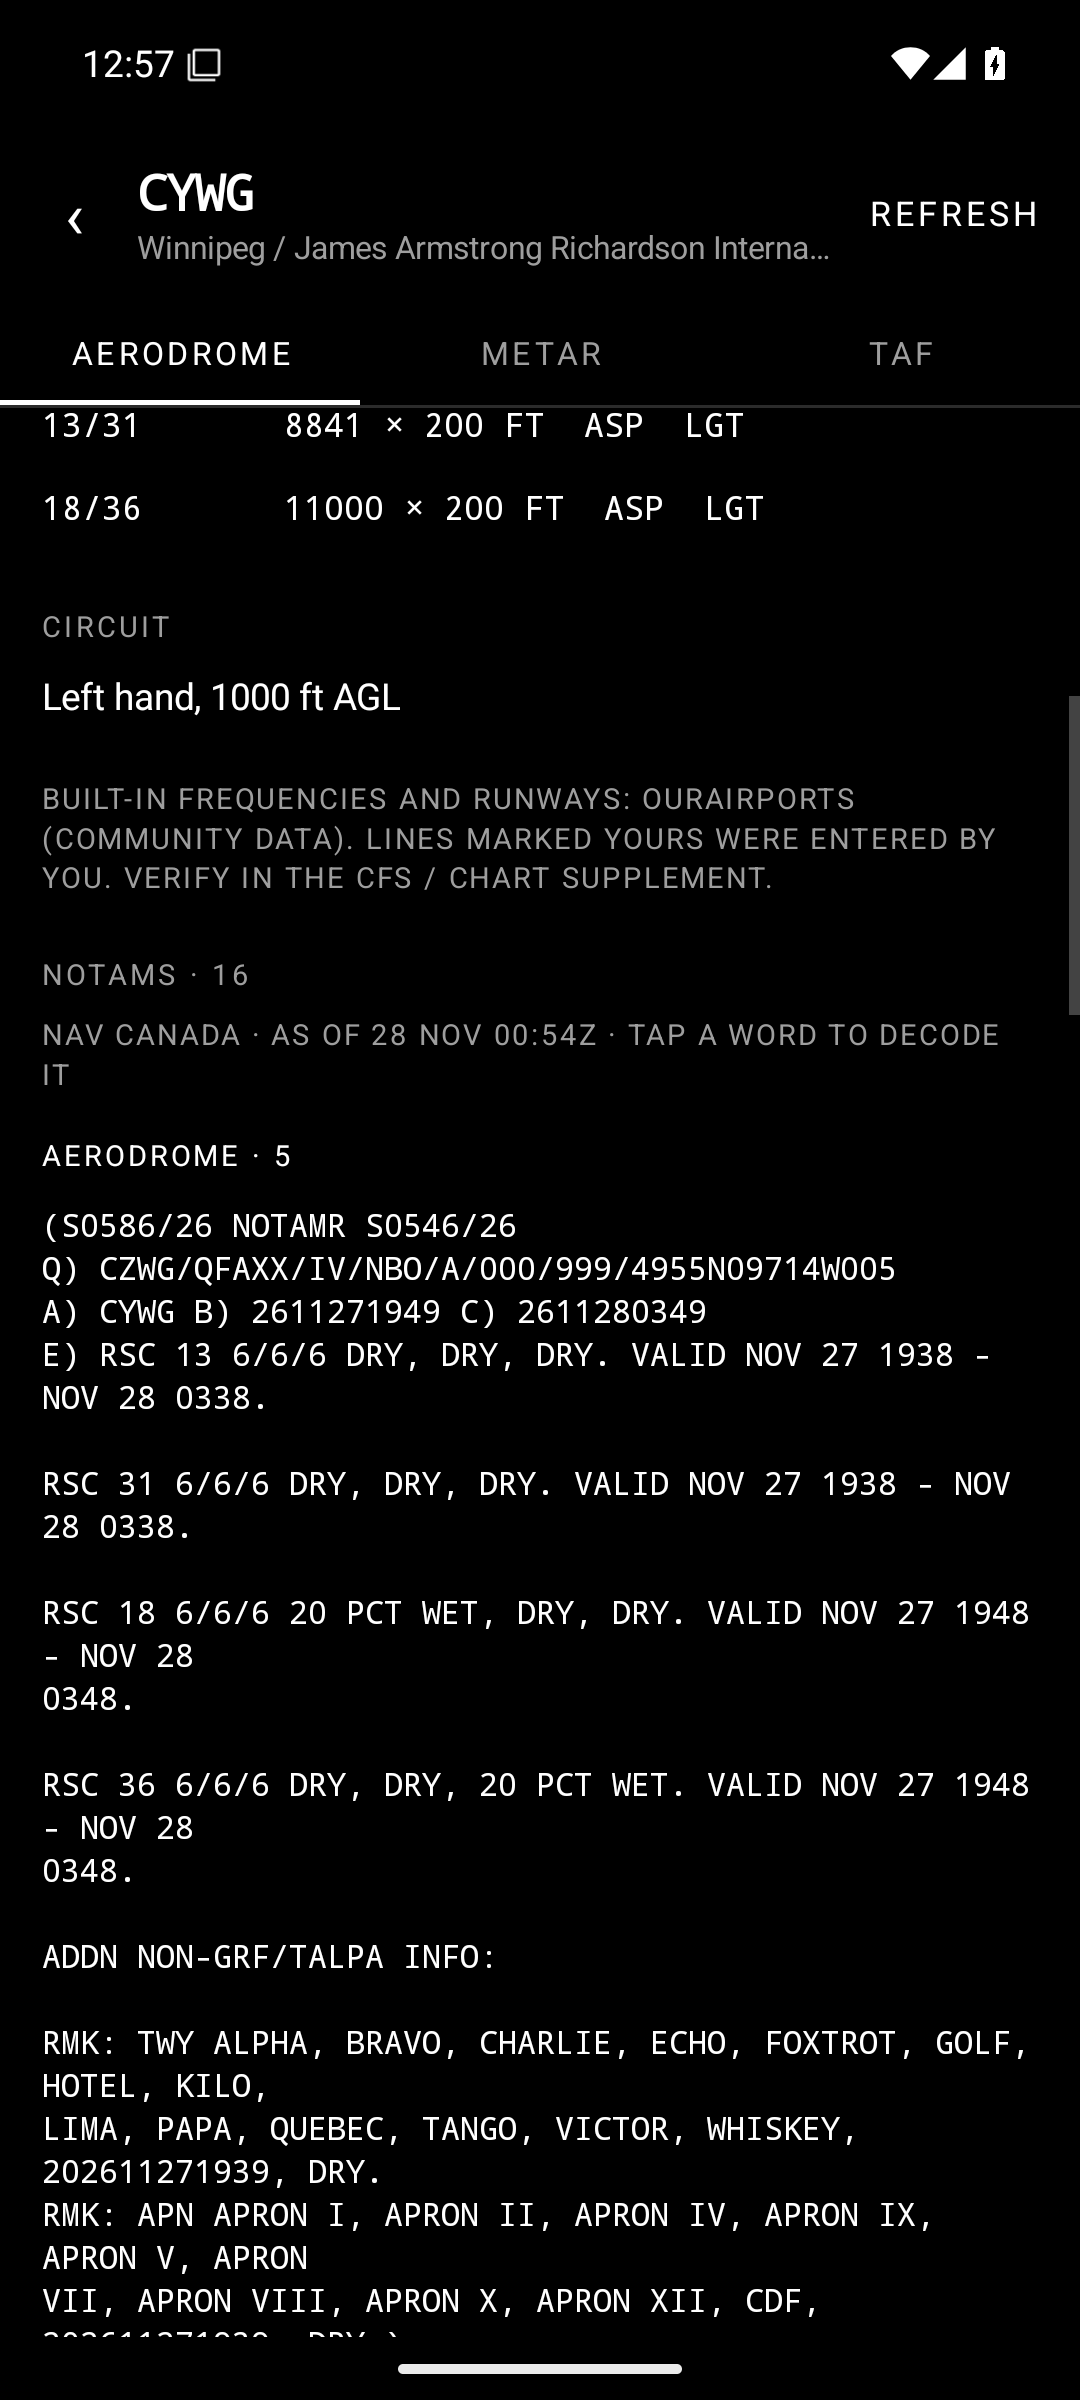 12:57
CYWG
Winnipeg / James Armstrong Richardson Interna…
REFRESH
AERODROME
METAR
TAF
13/31 8841 × 200 FT ASP LGT
18/36 11000 × 200 FT ASP LGT
CIRCUIT
Left hand, 1000 ft AGL
BUILT-IN FREQUENCIES AND RUNWAYS: OURAIRPORTS
(COMMUNITY DATA). LINES MARKED YOURS WERE ENTERED BY
YOU. VERIFY IN THE CFS / CHART SUPPLEMENT.
NOTAMS · 16
NAV CANADA · AS OF 28 NOV 00:54Z · TAP A WORD TO DECODE
IT
AERODROME · 5
(S0586/26 NOTAMR S0546/26
Q) CZWG/QFAXX/IV/NBO/A/000/999/4955N09714W005
A) CYWG B) 2611271949 C) 2611280349
E) RSC 13 6/6/6 DRY, DRY, DRY. VALID NOV 27 1938 -
NOV 28 0338.
RSC 31 6/6/6 DRY, DRY, DRY. VALID NOV 27 1938 - NOV
28 0338.
RSC 18 6/6/6 20 PCT WET, DRY, DRY. VALID NOV 27 1948
- NOV 28
0348.
RSC 36 6/6/6 DRY, DRY, 20 PCT WET. VALID NOV 27 1948
- NOV 28
0348.
ADDN NON-GRF/TALPA INFO:
RMK: TWY ALPHA, BRAVO, CHARLIE, ECHO, FOXTROT, GOLF,
HOTEL, KILO,
LIMA, PAPA, QUEBEC, TANGO, VICTOR, WHISKEY,
202611271939, DRY.
RMK: APN APRON I, APRON II, APRON IV, APRON IX,
APRON V, APRON
VII, APRON VIII, APRON X, APRON XII, CDF,